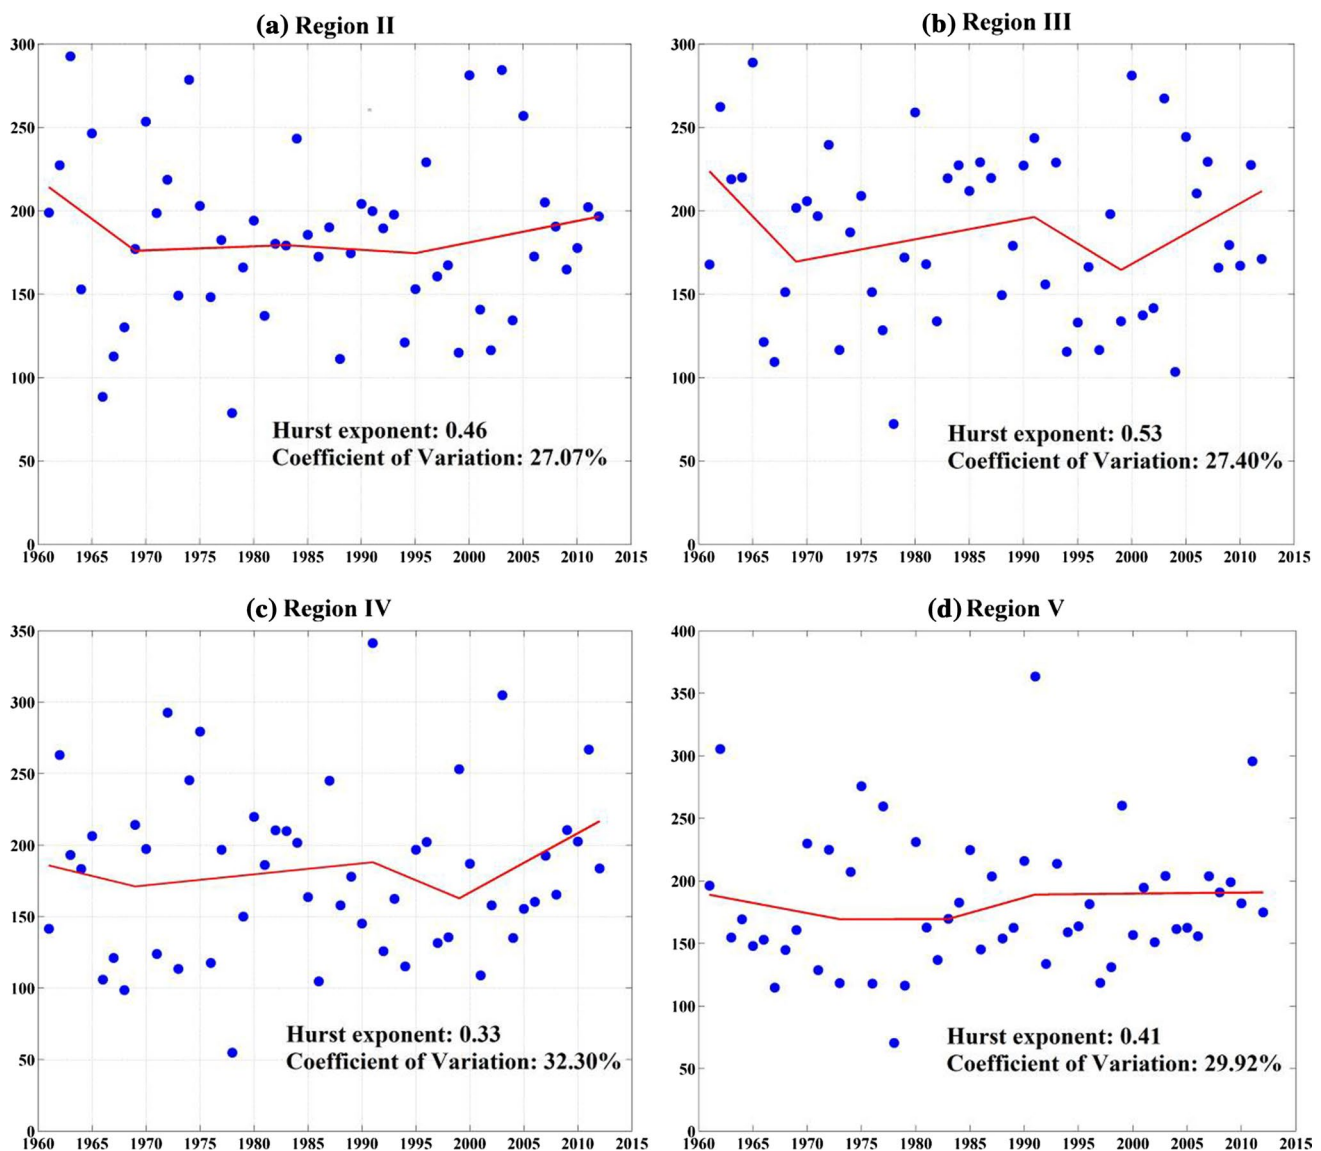 (a) Region II
300
250
200
150
100
50
0
1960 1965 1970 1975 1980 1985 1990 1995 2000 2005 2010 2015
Hurst exponent: 0.46
Coefficient of Variation: 27.07%
(b) Region III
300
250
200
150
100
50
0
1960 1965 1970 1975 1980 1985 1990 1995 2000 2005 2010 2015
Hurst exponent: 0.53
Coefficient of Variation: 27.40%
(c) Region IV
350
300
250
200
150
100
50
0
1960 1965 1970 1975 1980 1985 1990 1995 2000 2005 2010 2015
Hurst exponent: 0.33
Coefficient of Variation: 32.30%
(d) Region V
400
350
300
250
200
150
100
50
0
1960 1965 1970 1975 1980 1985 1990 1995 2000 2005 2010 2015
Hurst exponent: 0.41
Coefficient of Variation: 29.92%